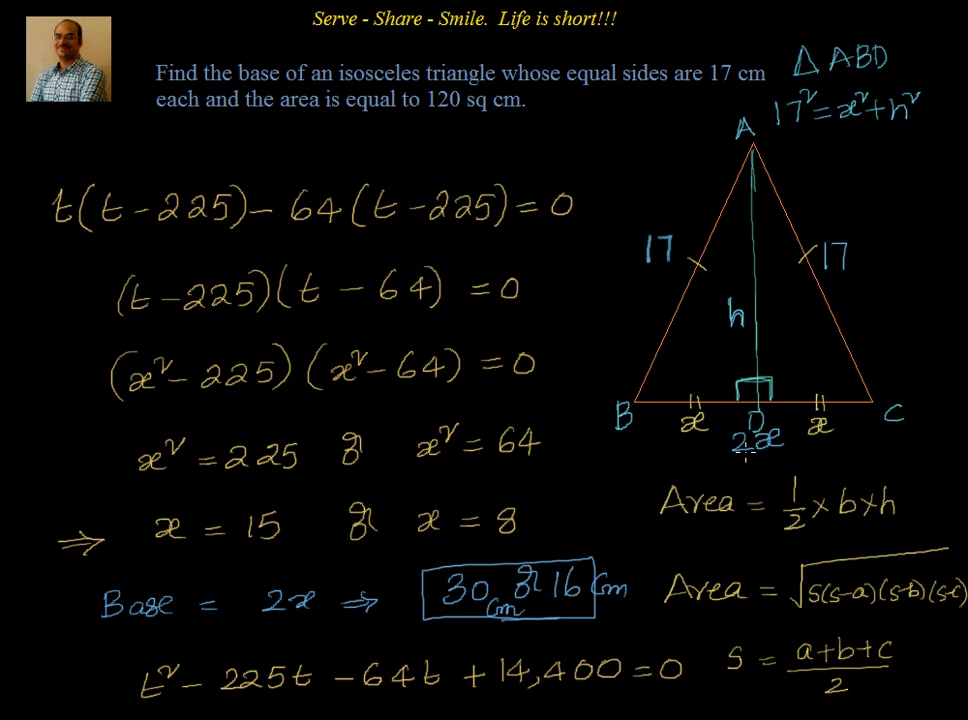 Serve - Share - Smile. Life is short!!!
Find the base of an isosceles triangle whose equal sides are 17 cm
each and the area is equal to 120 sq cm.
Δ ABD
17² = x² + h²
t(t - 225) - 64(t - 225) = 0
(t - 225)(t - 64) = 0
(x² - 225)(x² - 64) = 0
x² = 225 or x² = 64
⇒ x = 15 or x = 8
Base = 2x ⇒ 30 cm or 16 cm
t² - 225t - 64t + 14,400 = 0
A
17 17
h
B x D x C
2x
Area = 1/2 × b × h
Area = √s(s-a)(s-b)(s-c)
s = a+b+c/2